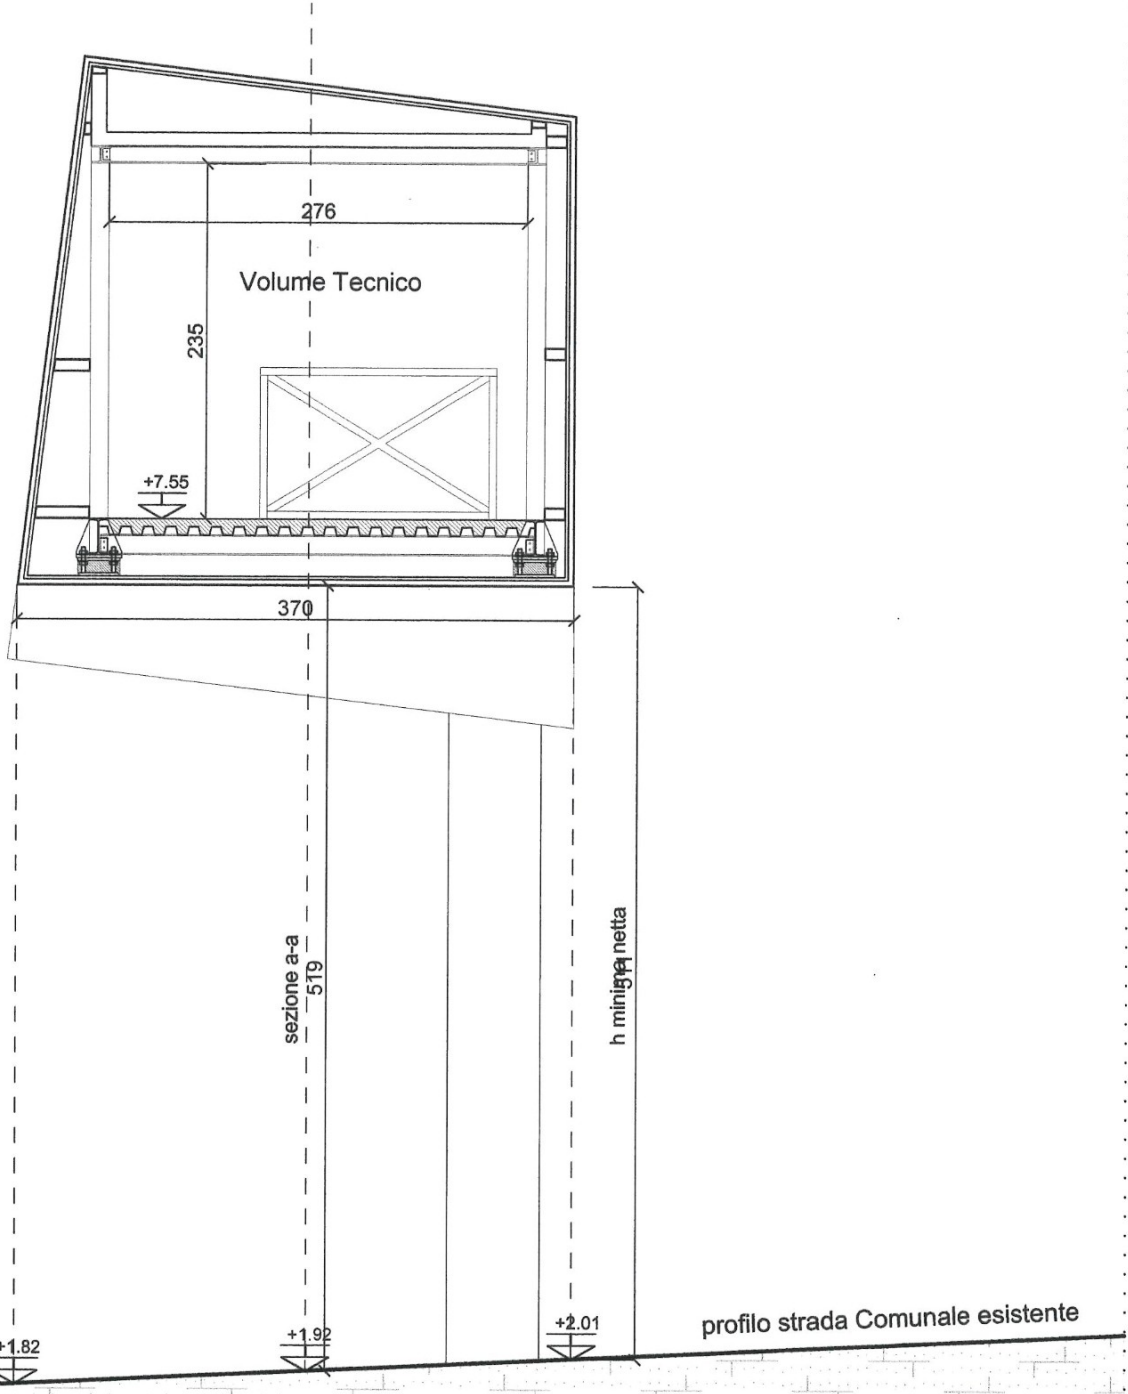 276
Volume Tecnico
235
+7.55
370
sezione a-a
519
h minima netta
511
+1.82
+1.92
+2.01
profilo strada Comunale esistente